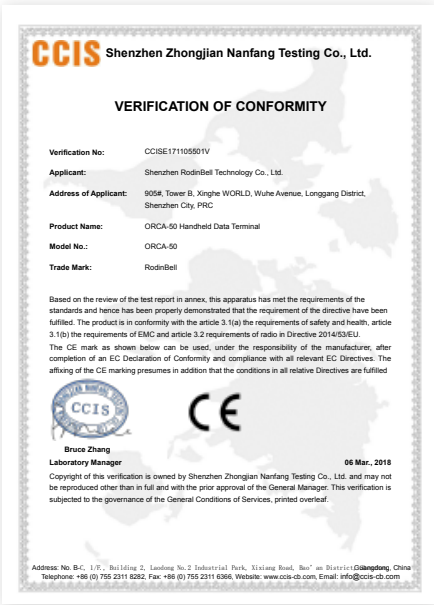 CCIS Shenzhen Zhongjian Nanfang Testing Co., Ltd.
VERIFICATION OF CONFORMITY
Verification No: CCISE171105501V
Applicant: Shenzhen RodinBell Technology Co., Ltd.
Address of Applicant: 905#, Tower B, Xinghe WORLD, Wuhe Avenue, Longgang District,
Shenzhen City, PRC
Product Name: ORCA-50 Handheld Data Terminal
Model No.: ORCA-50
Trade Mark: RodinBell
Based on the review of the test report in annex, this apparatus has met the requirements of the
standards and hence has been properly demonstrated that the requirement of the directive have been
fulfilled. The product is in conformity with the article 3.1(a) the requirements of safety and health, article
3.1(b) the requirements of EMC and article 3.2 requirements of radio in Directive 2014/53/EU.
The CE mark as shown below can be used, under the responsibility of the manufacturer, after
completion of an EC Declaration of Conformity and compliance with all relevant EC Directives. The
affixing of the CE marking presumes in addition that the conditions in all relative Directives are fulfilled
CCIS
CE
Bruce Zhang
Laboratory Manager 06 Mar., 2018
Copyright of this verification is owned by Shenzhen Zhongjian Nanfang Testing Co., Ltd. and may not
be reproduced other than in full and with the prior approval of the General Manager. This verification is
subjected to the governance of the General Conditions of Services, printed overleaf.
Address: No. B-C, 1/F., Building 2, Laodong No.2 Industrial Park, Xixiang Road, Bao' an District, China
Telephone: +86 (0) 755 2311 8282, Fax: +86 (0) 755 2311 6366, Website: www.ccis-cb.com, Email: info@ccis-cb.com